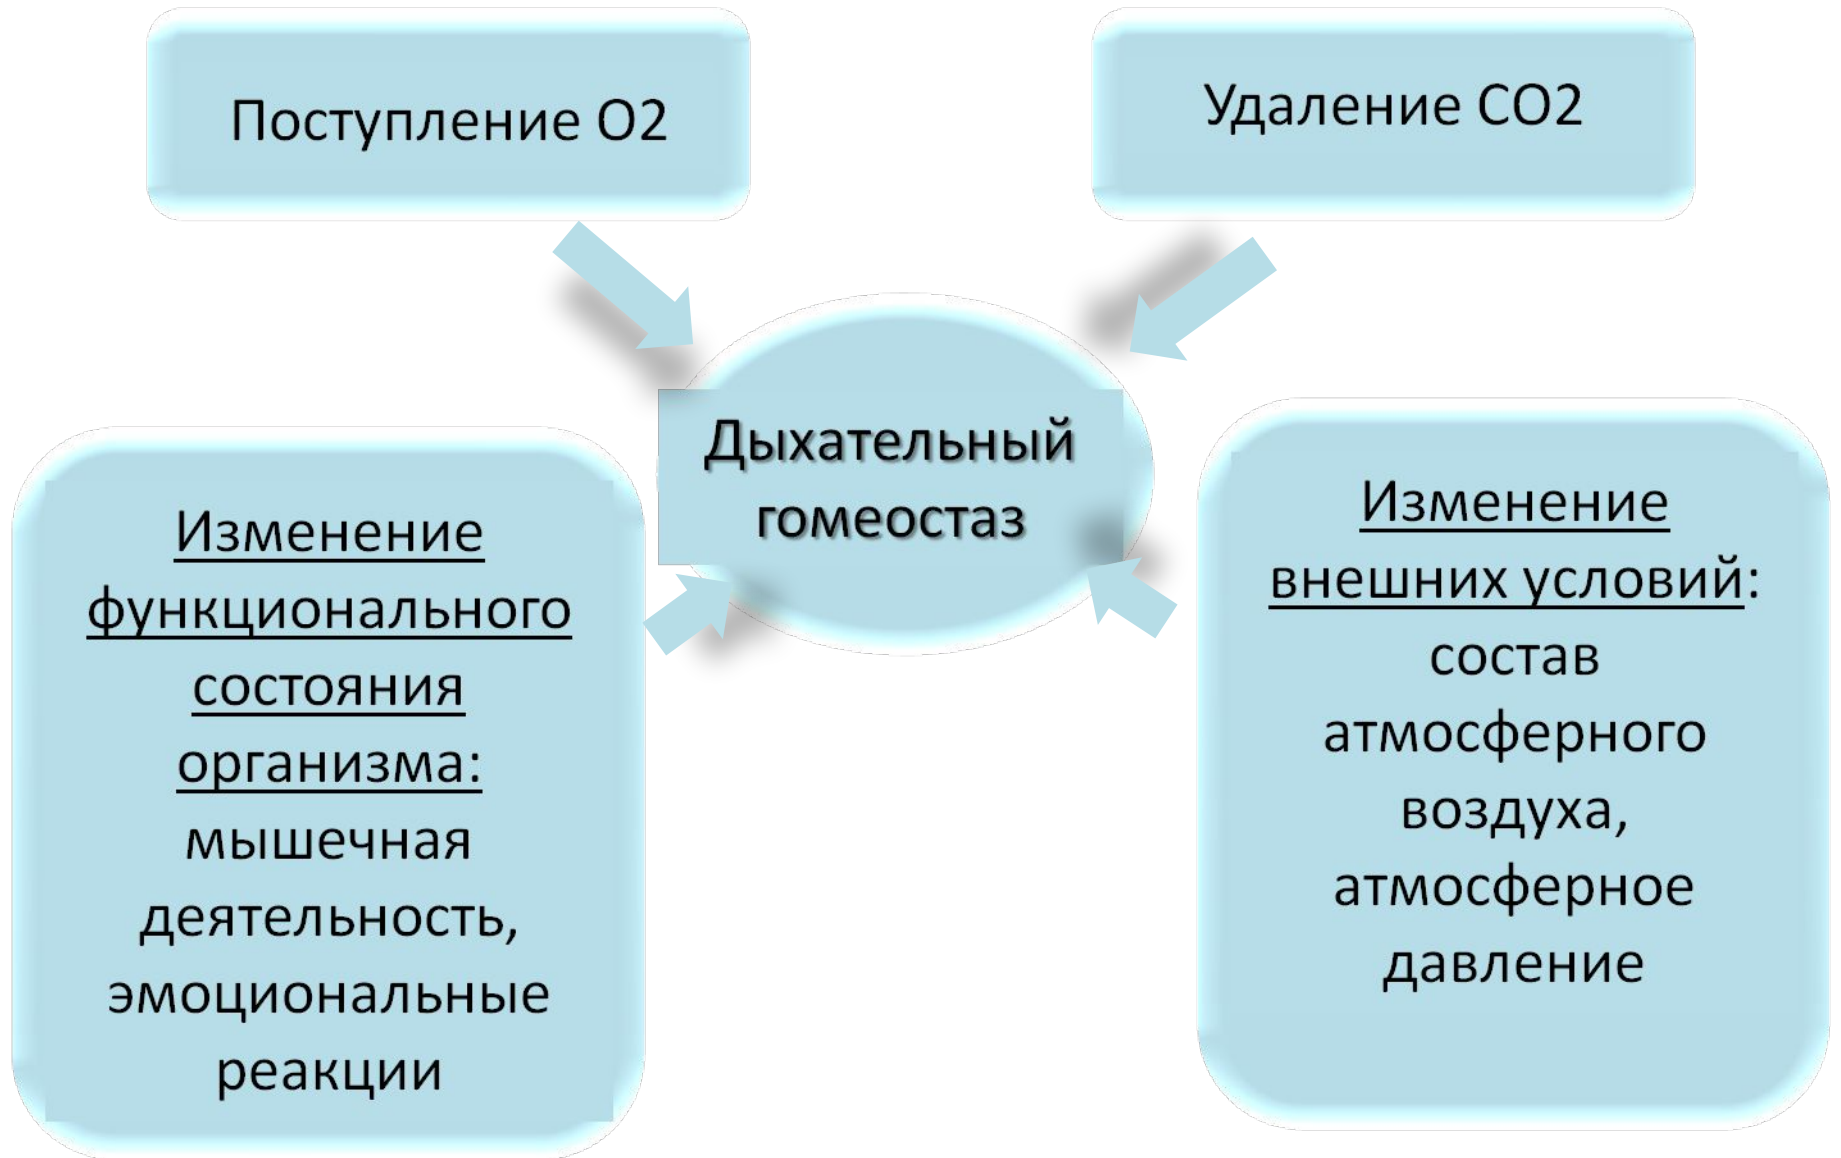 Поступление О2
Удаление СО2
Дыхательный
гомеостаз
Изменение
функционального
состояния
организма:
мышечная
деятельность,
эмоциональные
реакции
Изменение
внешних условий:
состав
атмосферного
воздуха,
атмосферное
давление